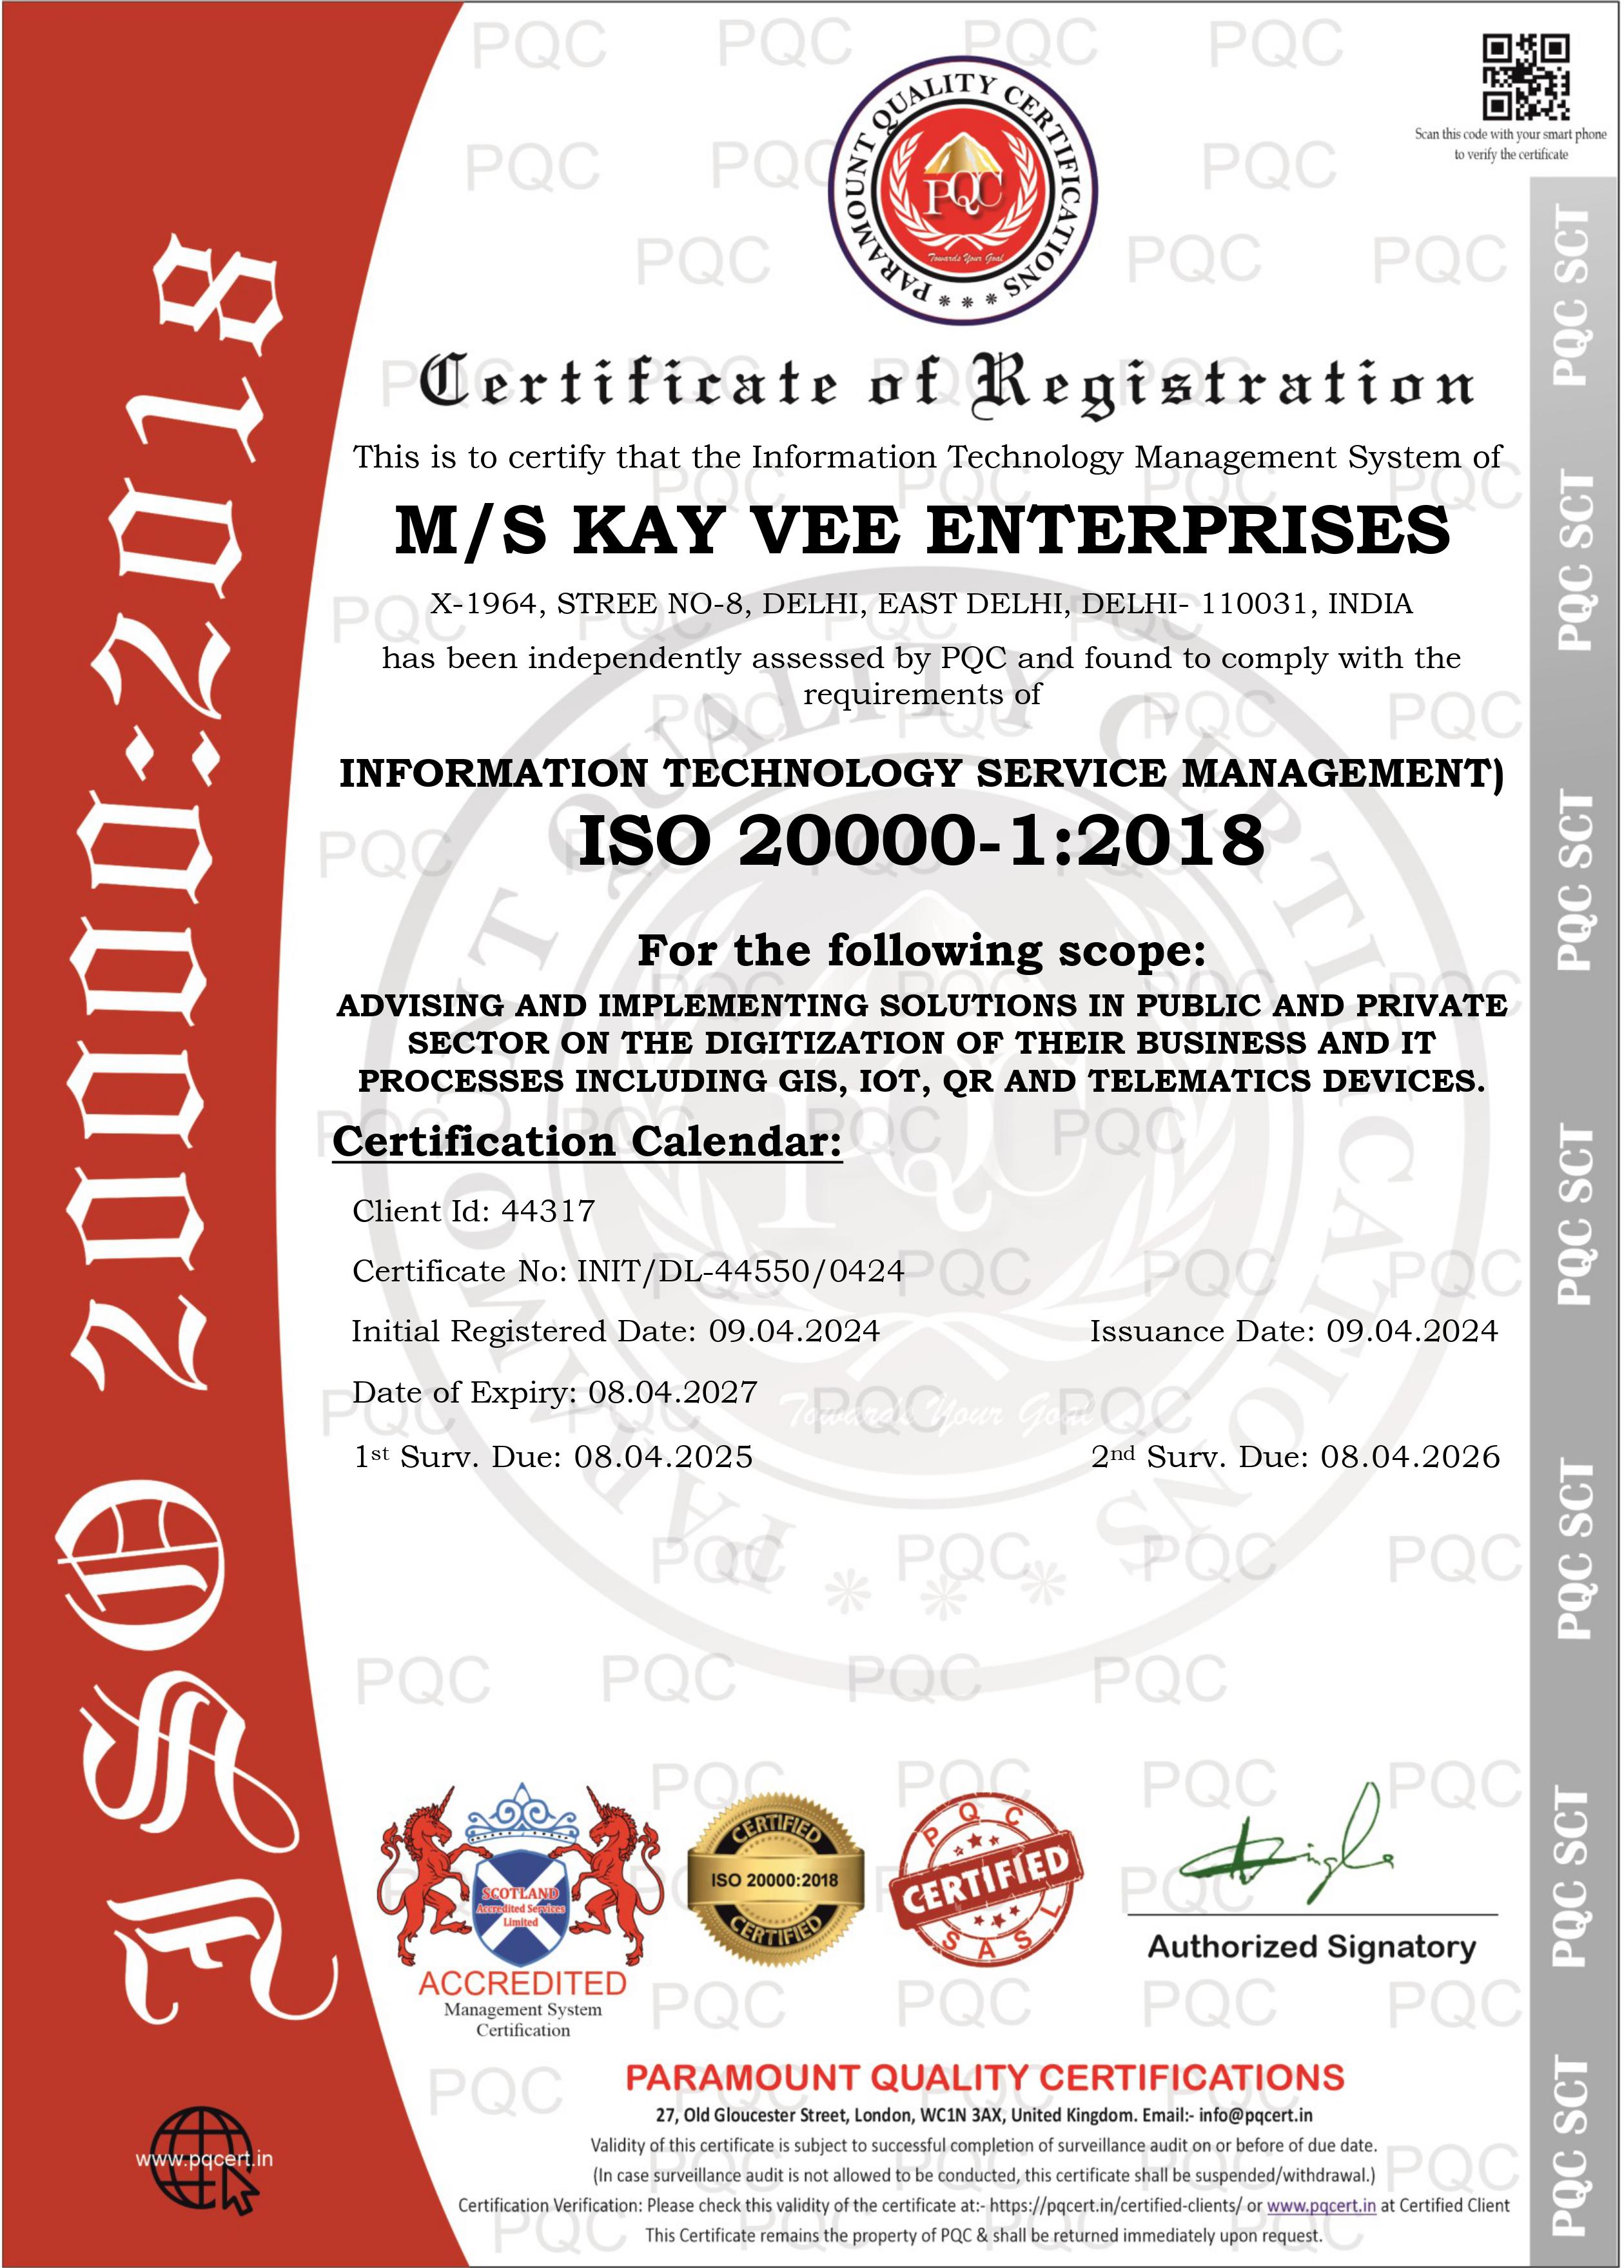 PARAMOUNT QUALITY CERTIFICATIONS
PQC
Towards Your Goal
Scan this code with your smart phone
to verify the certificate
ISO 20000:2018
Certificate of Registration
This is to certify that the Information Technology Management System of
M/S KAY VEE ENTERPRISES
X-1964, STREE NO-8, DELHI, EAST DELHI, DELHI- 110031, INDIA
has been independently assessed by PQC and found to comply with the
requirements of
INFORMATION TECHNOLOGY SERVICE MANAGEMENT)
ISO 20000-1:2018
For the following scope:
ADVISING AND IMPLEMENTING SOLUTIONS IN PUBLIC AND PRIVATE
SECTOR ON THE DIGITIZATION OF THEIR BUSINESS AND IT
PROCESSES INCLUDING GIS, IOT, QR AND TELEMATICS DEVICES.
Certification Calendar:
Client Id: 44317
Certificate No: INIT/DL-44550/0424
Initial Registered Date: 09.04.2024 Issuance Date: 09.04.2024
Date of Expiry: 08.04.2027
1st Surv. Due: 08.04.2025 2nd Surv. Due: 08.04.2026
SCOTLAND
Accredited Services
Limited
ACCREDITED
Management System
Certification
CERTIFIED
ISO 20000:2018
CERTIFIED
PQC
CERTIFIED
SASL
Authorized Signatory
PARAMOUNT QUALITY CERTIFICATIONS
27, Old Gloucester Street, London, WC1N 3AX, United Kingdom. Email:- info@pqcert.in
Validity of this certificate is subject to successful completion of surveillance audit on or before of due date.
(In case surveillance audit is not allowed to be conducted, this certificate shall be suspended/withdrawal.)
Certification Verification: Please check this validity of the certificate at:- https://pqcert.in/certified-clients/ or www.pqcert.in at Certified Client
This Certificate remains the property of PQC & shall be returned immediately upon request.
www.pqcert.in
PQC SCT PQC SCT PQC SCT PQC SCT PQC SCT PQC SCT PQC SCT